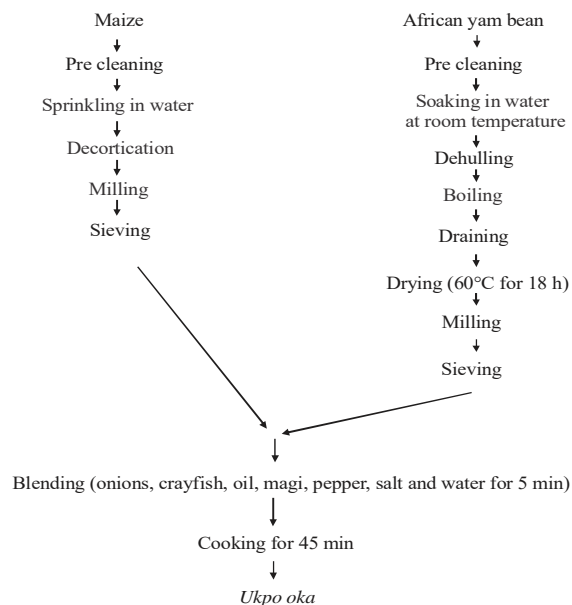 Maize
Pre cleaning
Sprinkling in water
Decortication
Milling
Sieving
African yam bean
Pre cleaning
Soaking in water
at room temperature
Dehulling
Boiling
Draining
Drying (60°C for 18 h)
Milling
Sieving
Blending (onions, crayfish, oil, magi, pepper, salt and water for 5 min)
Cooking for 45 min
Ukpo oka